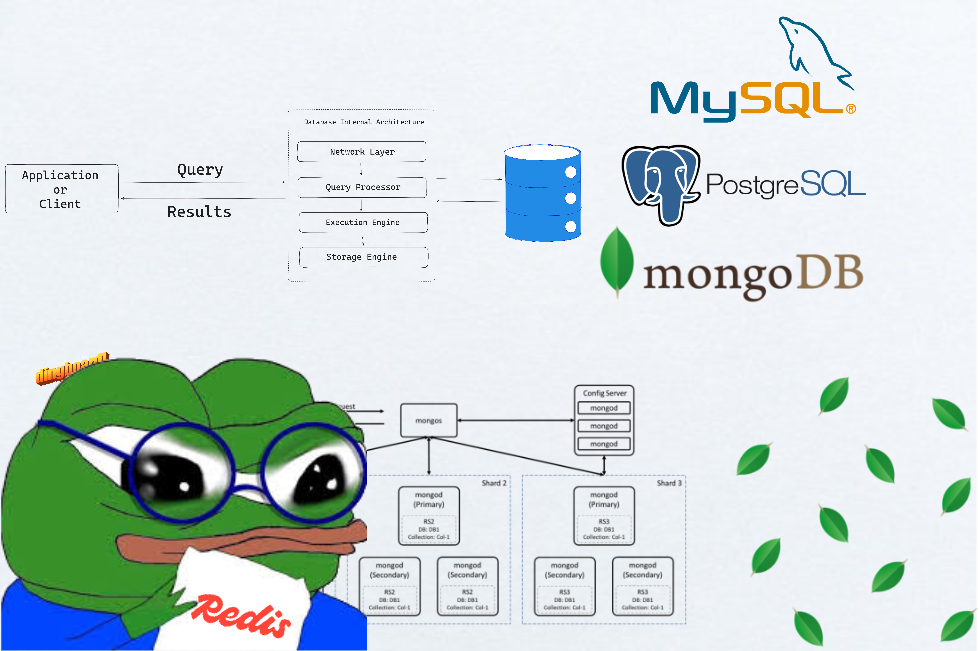 MySQL®
Database Internal Architecture
Network Layer
Application
or
Client
Query
Query Processor
PostgreSQL
Results
Execution Engine
Storage Engine
mongoDB
Config Server
mongod
mongod
mongod
mongos
Shard 2
mongod
(Primary)
RS2
DB: DB1
Collection: Col-1
mongod
(Secondary)
RS2
DB: DB1
Collection: Col-1
mongod
(Secondary)
RS2
DB: DB1
Collection: Col-1
Shard 3
mongod
(Primary)
RS3
DB: DB1
Collection: Col-1
mongod
(Secondary)
RS3
DB: DB1
Collection: Col-1
mongod
(Secondary)
RS3
DB: DB1
Collection: Col-1
Redis